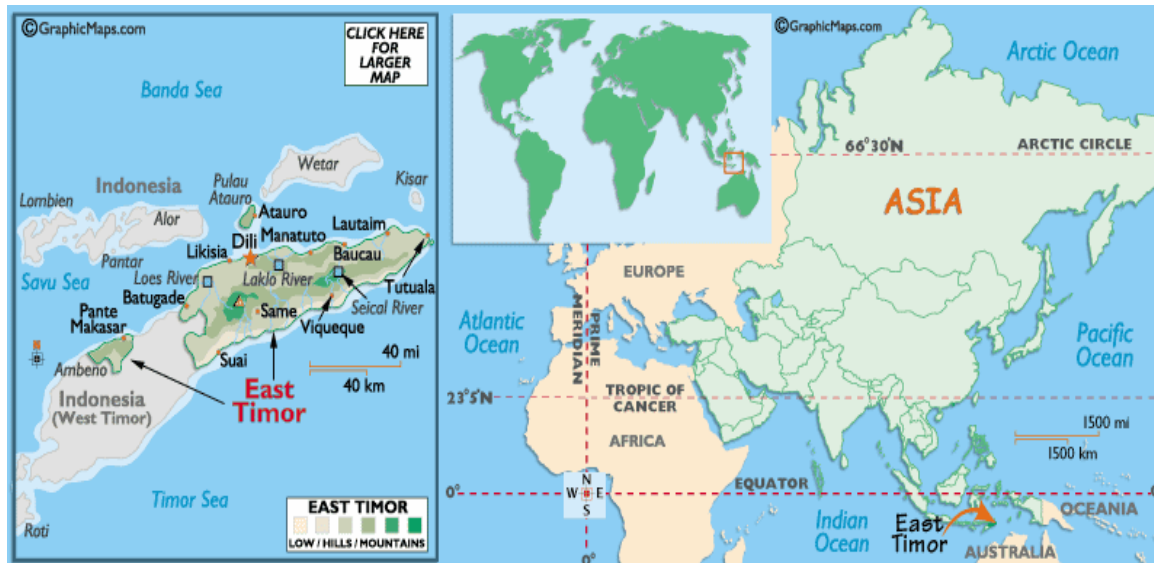 ©GraphicMaps.com
CLICK HERE
FOR
LARGER
MAP
Banda Sea
Wetar
Kisar
Indonesia
Pulau
Atauro
Lombien
Alor
Atauro
Lautaim
Dili
Manatuto
Likisia
Baucau
Pantar
Loes River
Laklo River
Tutuala
Savu Sea
Batugade
Seical River
Pante
Makasar
Same
Viqueque
Suai
40 mi
40 km
Ambeno
East
Timor
Indonesia
(West Timor)
Timor Sea
Roti
EAST TIMOR
LOW / HILLS / MOUNTAINS
©GraphicMaps.com
Arctic Ocean
66°30'N
ARCTIC CIRCLE
ASIA
EUROPE
Atlantic
Ocean
PRIME
MERIDIAN
Pacific
Ocean
23°5'N
TROPIC OF
CANCER
AFRICA
1500 mi
1500 km
EQUATOR
N
W E
S
0°
OCEANIA
Indian
Ocean
East
Timor
AUSTRALIA
0°